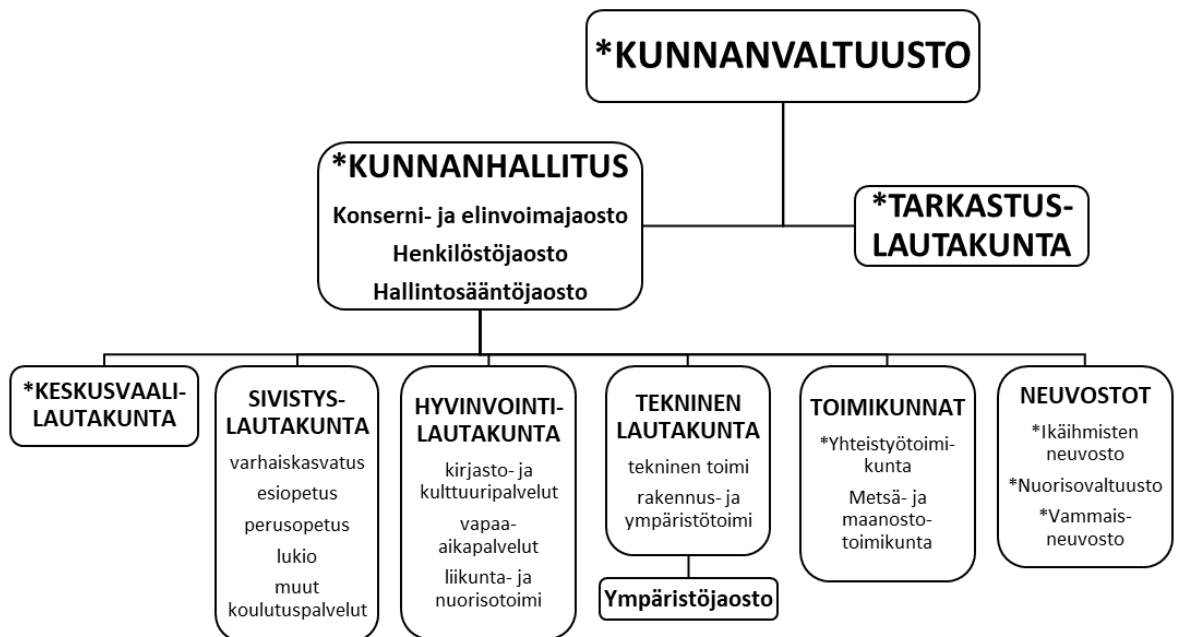 *KUNNANVALTUUSTO
*KUNNANHALLITUS
Konserni- ja elinvoimajaosto
Henkilöstöjaosto
Hallintosääntöjaosto
*TARKASTUS-
LAUTAKUNTA
*KESKUSVAALI-
LAUTAKUNTA
SIVISTYS-
LAUTAKUNTA
varhaiskasvatus
esiopetus
perusopetus
lukio
muut
koulutuspalvelut
HYVINVOINTI-
LAUTAKUNTA
kirjasto- ja
kulttuuripalvelut
vapaa-
aikapalvelut
liikunta- ja
nuorisotoimi
TEKNINEN
LAUTAKUNTA
tekninen toimi
rakennus- ja
ympäristötoimi
Ympäristöjaosto
TOIMIKUNNAT
*Yhteistyötoimi-
kunta
Metsä- ja
maanosto-
toimikunta
NEUVOSTOT
*Ikäihmisten
neuvosto
*Nuorisovaltuusto
*Vammais-
neuvosto